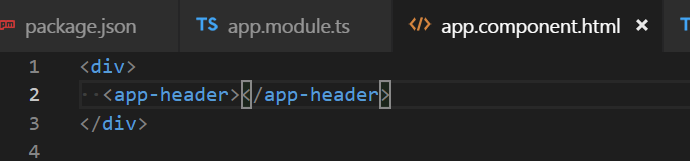 package.json TS app.module.ts </> app.component.html ×
1 <div>
2   <app-header></app-header>
3 </div>
4